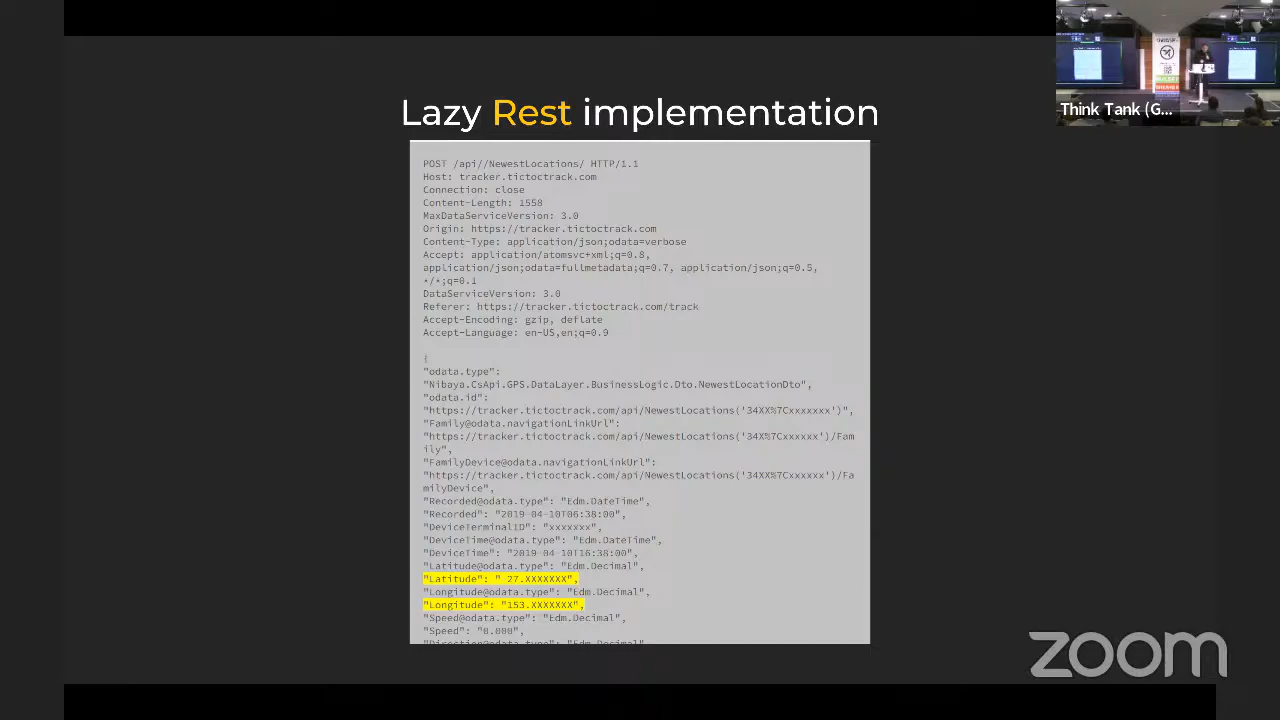 Lazy Rest implementation
POST /api//NewestLocations/ HTTP/1.1
Host: tracker.tictoctrack.com
Connection: close
Content-Length: 1558
MaxDataServiceVersion: 3.0
Origin: https://tracker.tictoctrack.com
Content-Type: application/json;odata=verbose
Accept: application/atomsvc+xml;q=0.8,
application/json;odata=fullmetadata;q=0.7, application/json;q=0.5,
*/*;q=0.1
DataServiceVersion: 3.0
Referer: https://tracker.tictoctrack.com/track
Accept-Encoding: gzip, deflate
Accept-Language: en-US,en;q=0.9
{
"odata.type":
"Nibaya.CsApi.GPS.DataLayer.BusinessLogic.Dto.NewestLocationDto",
"odata.id":
"https://tracker.tictoctrack.com/api/NewestLocations('34XX%7Cxxxxxxx')",
"Family@odata.navigationLinkUrl":
"https://tracker.tictoctrack.com/api/NewestLocations('34X%7Cxxxxxx')/Fam
ily",
"FamilyDevice@odata.navigationLinkUrl":
"https://tracker.tictoctrack.com/api/NewestLocations('34XX%7Cxxxxxx')/Fa
milyDevice",
"Recorded@odata.type": "Edm.DateTime",
"Recorded": "2019-04-10T06:38:00",
"DeviceTerminalID": "xxxxxxx",
"DeviceTime@odata.type": "Edm.DateTime",
"DeviceTime": "2019-04-10T16:38:00",
"Latitude@odata.type": "Edm.Decimal",
"Latitude": " 27.XXXXXXX",
"Longitude@odata.type": "Edm.Decimal",
"Longitude": "153.XXXXXXX",
"Speed@odata.type": "Edm.Decimal",
"Speed": "0.000",
"Direction@odata.type": "Edm.Decimal",
Think Tank (G...
zoom